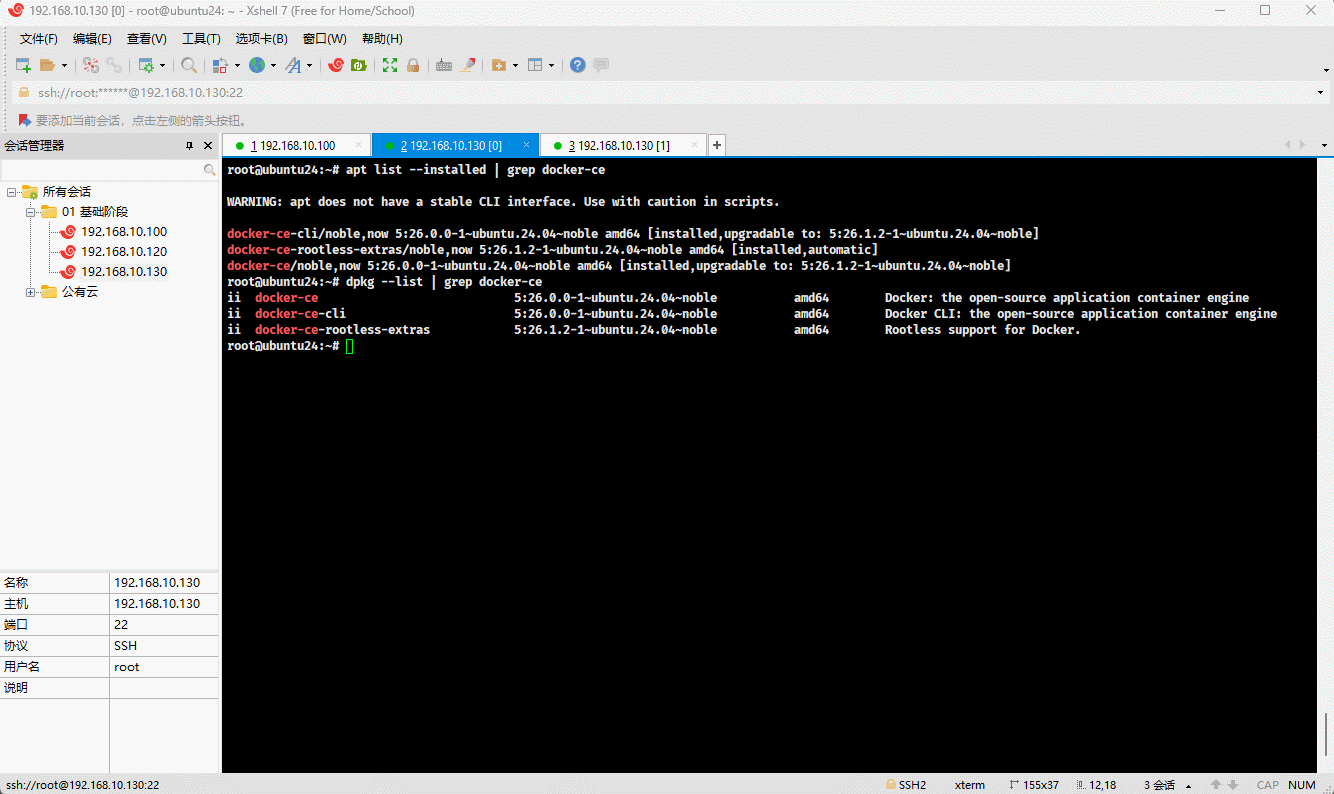 192.168.10.130 [0] - root@ubuntu24: ~ - Xshell 7 (Free for Home/School)
文件(F) 编辑(E) 查看(V) 工具(T) 选项卡(B) 窗口(W) 帮助(H)
ssh://root:******@192.168.10.130:22
要添加当前会话，点击左侧的箭头按钮。
会话管理器
1 192.168.10.100
2 192.168.10.130 [0]
3 192.168.10.130 [1]
+
所有会话
01 基础阶段
192.168.10.100
192.168.10.120
192.168.10.130
公有云
名称 192.168.10.130
主机 192.168.10.130
端口 22
协议 SSH
用户名 root
说明
root@ubuntu24:~# apt list --installed | grep docker-ce
WARNING: apt does not have a stable CLI interface. Use with caution in scripts.
docker-ce-cli/noble,now 5:26.0.0-1~ubuntu.24.04~noble amd64 [installed,upgradable to: 5:26.1.2-1~ubuntu.24.04~noble]
docker-ce-rootless-extras/noble,now 5:26.1.2-1~ubuntu.24.04~noble amd64 [installed,automatic]
docker-ce/noble,now 5:26.0.0-1~ubuntu.24.04~noble amd64 [installed,upgradable to: 5:26.1.2-1~ubuntu.24.04~noble]
root@ubuntu24:~# dpkg --list | grep docker-ce
ii docker-ce 5:26.0.0-1~ubuntu.24.04~noble amd64 Docker: the open-source application container engine
ii docker-ce-cli 5:26.0.0-1~ubuntu.24.04~noble amd64 Docker CLI: the open-source application container engine
ii docker-ce-rootless-extras 5:26.1.2-1~ubuntu.24.04~noble amd64 Rootless support for Docker.
root@ubuntu24:~#
ssh://root@192.168.10.130:22 SSH2 xterm 155x37 12,18 3 会话 CAP NUM